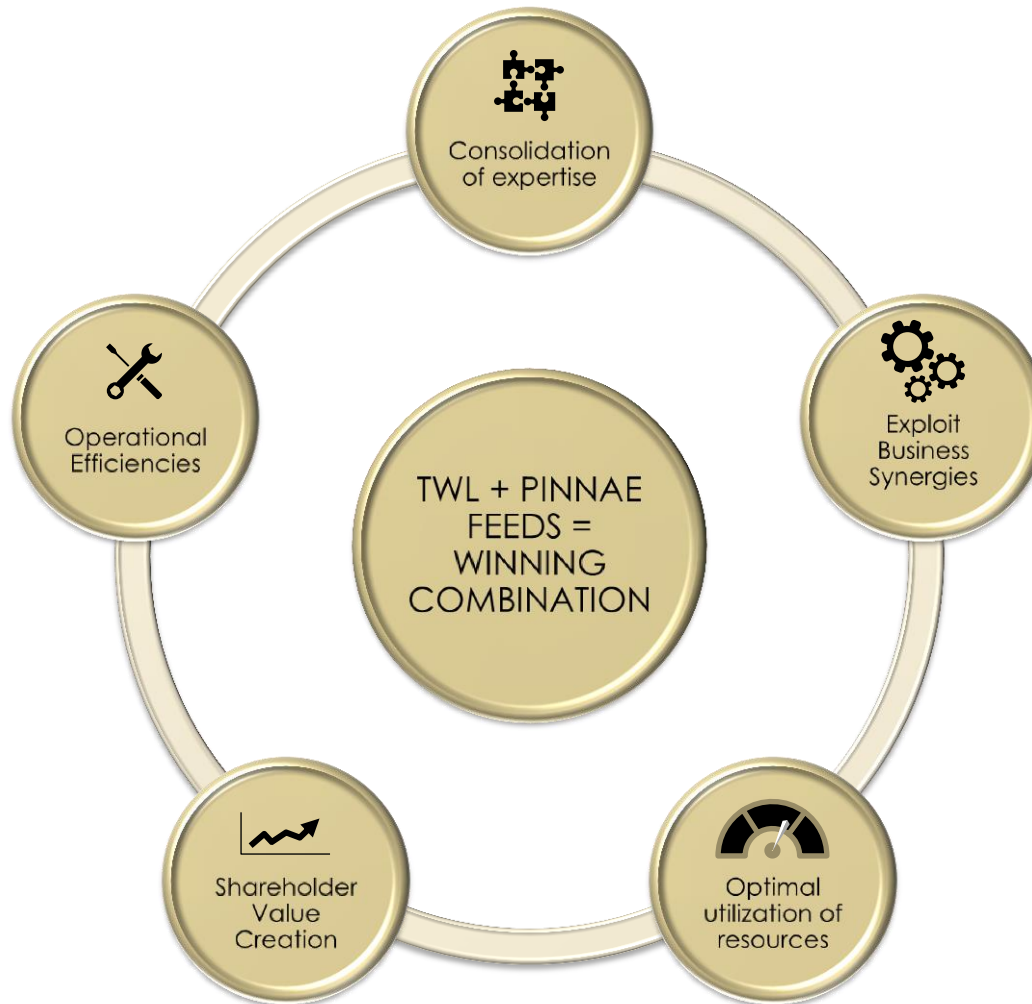 Consolidation
of expertise
Exploit
Business
Synergies
Optimal
utilization of
resources
Shareholder
Value
Creation
Operational
Efficiencies
TWL + PINNAE
FEEDS =
WINNING
COMBINATION